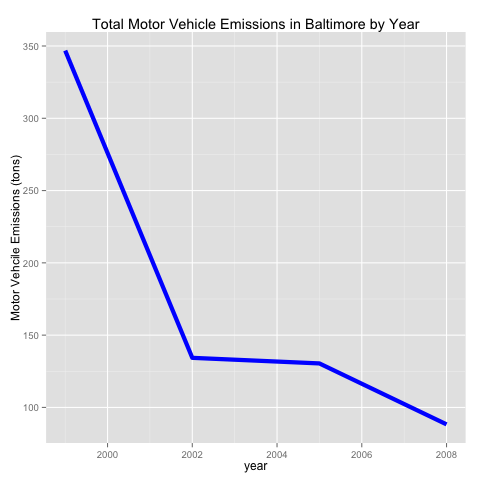 Total Motor Vehicle Emissions in Baltimore by Year
350
300
250
200
150
100
Motor Vehcile Emissions (tons)
2000 2002 2004 2006 2008
year